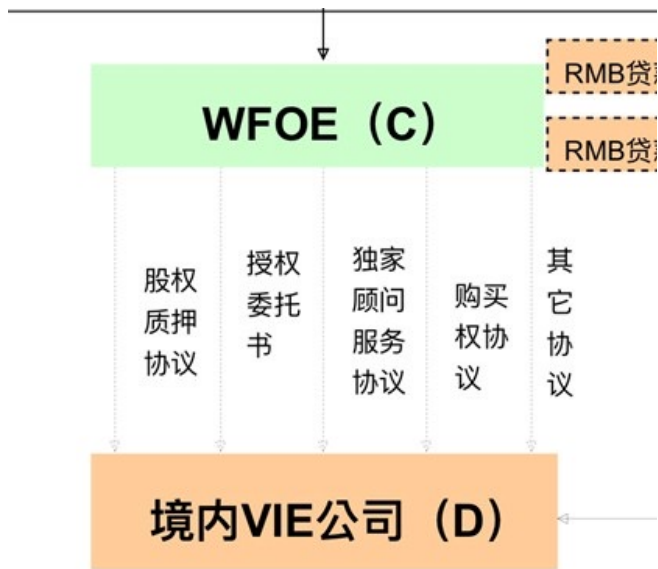 WFOE（C）
RMB贷
RMB贷
股权
质押
协议
授权
委托
书
独家
顾问
服务
协议
购买
权协
议
其
它
协
议
境内VIE公司（D）